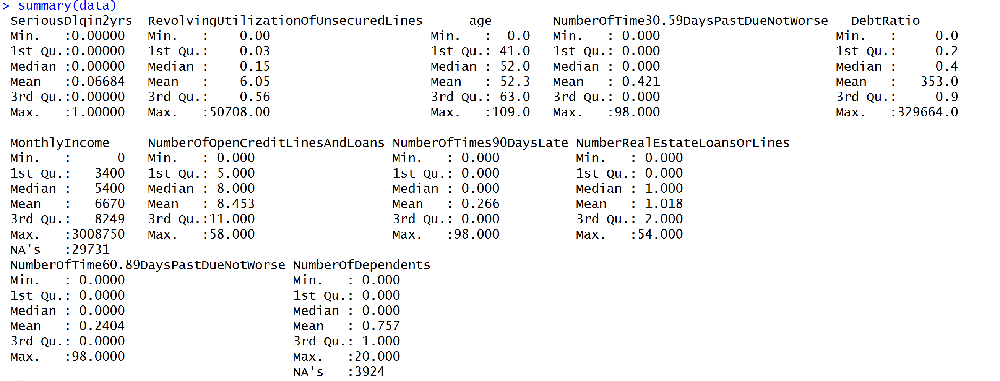 > summary(data)
SeriousDlqin2yrs  RevolvingUtilizationOfUnsecuredLines      age        NumberOfTime30.59DaysPastDueNotWorse   DebtRatio
Min.   :0.00000   Min.   :    0.00                     Min.   :  0.0   Min.   : 0.000                       Min.   :     0.0
1st Qu.:0.00000   1st Qu.:    0.03                     1st Qu.: 41.0   1st Qu.: 0.000                       1st Qu.:     0.2
Median :0.00000   Median :    0.15                     Median : 52.0   Median : 0.000                       Median :     0.4
Mean   :0.06684   Mean   :    6.05                     Mean   : 52.3   Mean   : 0.421                       Mean   :   353.0
3rd Qu.:0.00000   3rd Qu.:    0.56                     3rd Qu.: 63.0   3rd Qu.: 0.000                       3rd Qu.:     0.9
Max.   :1.00000   Max.   :50708.00                     Max.   :109.0   Max.   :98.000                       Max.   :329664.0
MonthlyIncome     NumberOfOpenCreditLinesAndLoans NumberOfTimes90DaysLate NumberRealEstateLoansOrLines
Min.   :      0   Min.   : 0.000                  Min.   : 0.000          Min.   : 0.000
1st Qu.:   3400   1st Qu.: 5.000                  1st Qu.: 0.000          1st Qu.: 0.000
Median :   5400   Median : 8.000                  Median : 0.000          Median : 1.000
Mean   :   6670   Mean   : 8.453                  Mean   : 0.266          Mean   : 1.018
3rd Qu.:   8249   3rd Qu.:11.000                  3rd Qu.: 0.000          3rd Qu.: 2.000
Max.   :3008750   Max.   :58.000                  Max.   :98.000          Max.   :54.000
NA's   :29731
NumberOfTime60.89DaysPastDueNotWorse NumberOfDependents
Min.   : 0.0000                      Min.   : 0.000
1st Qu.: 0.0000                      1st Qu.: 0.000
Median : 0.0000                      Median : 0.000
Mean   : 0.2404                      Mean   : 0.757
3rd Qu.: 0.0000                      3rd Qu.: 1.000
Max.   :98.0000                      Max.   :20.000
NA's   :3924